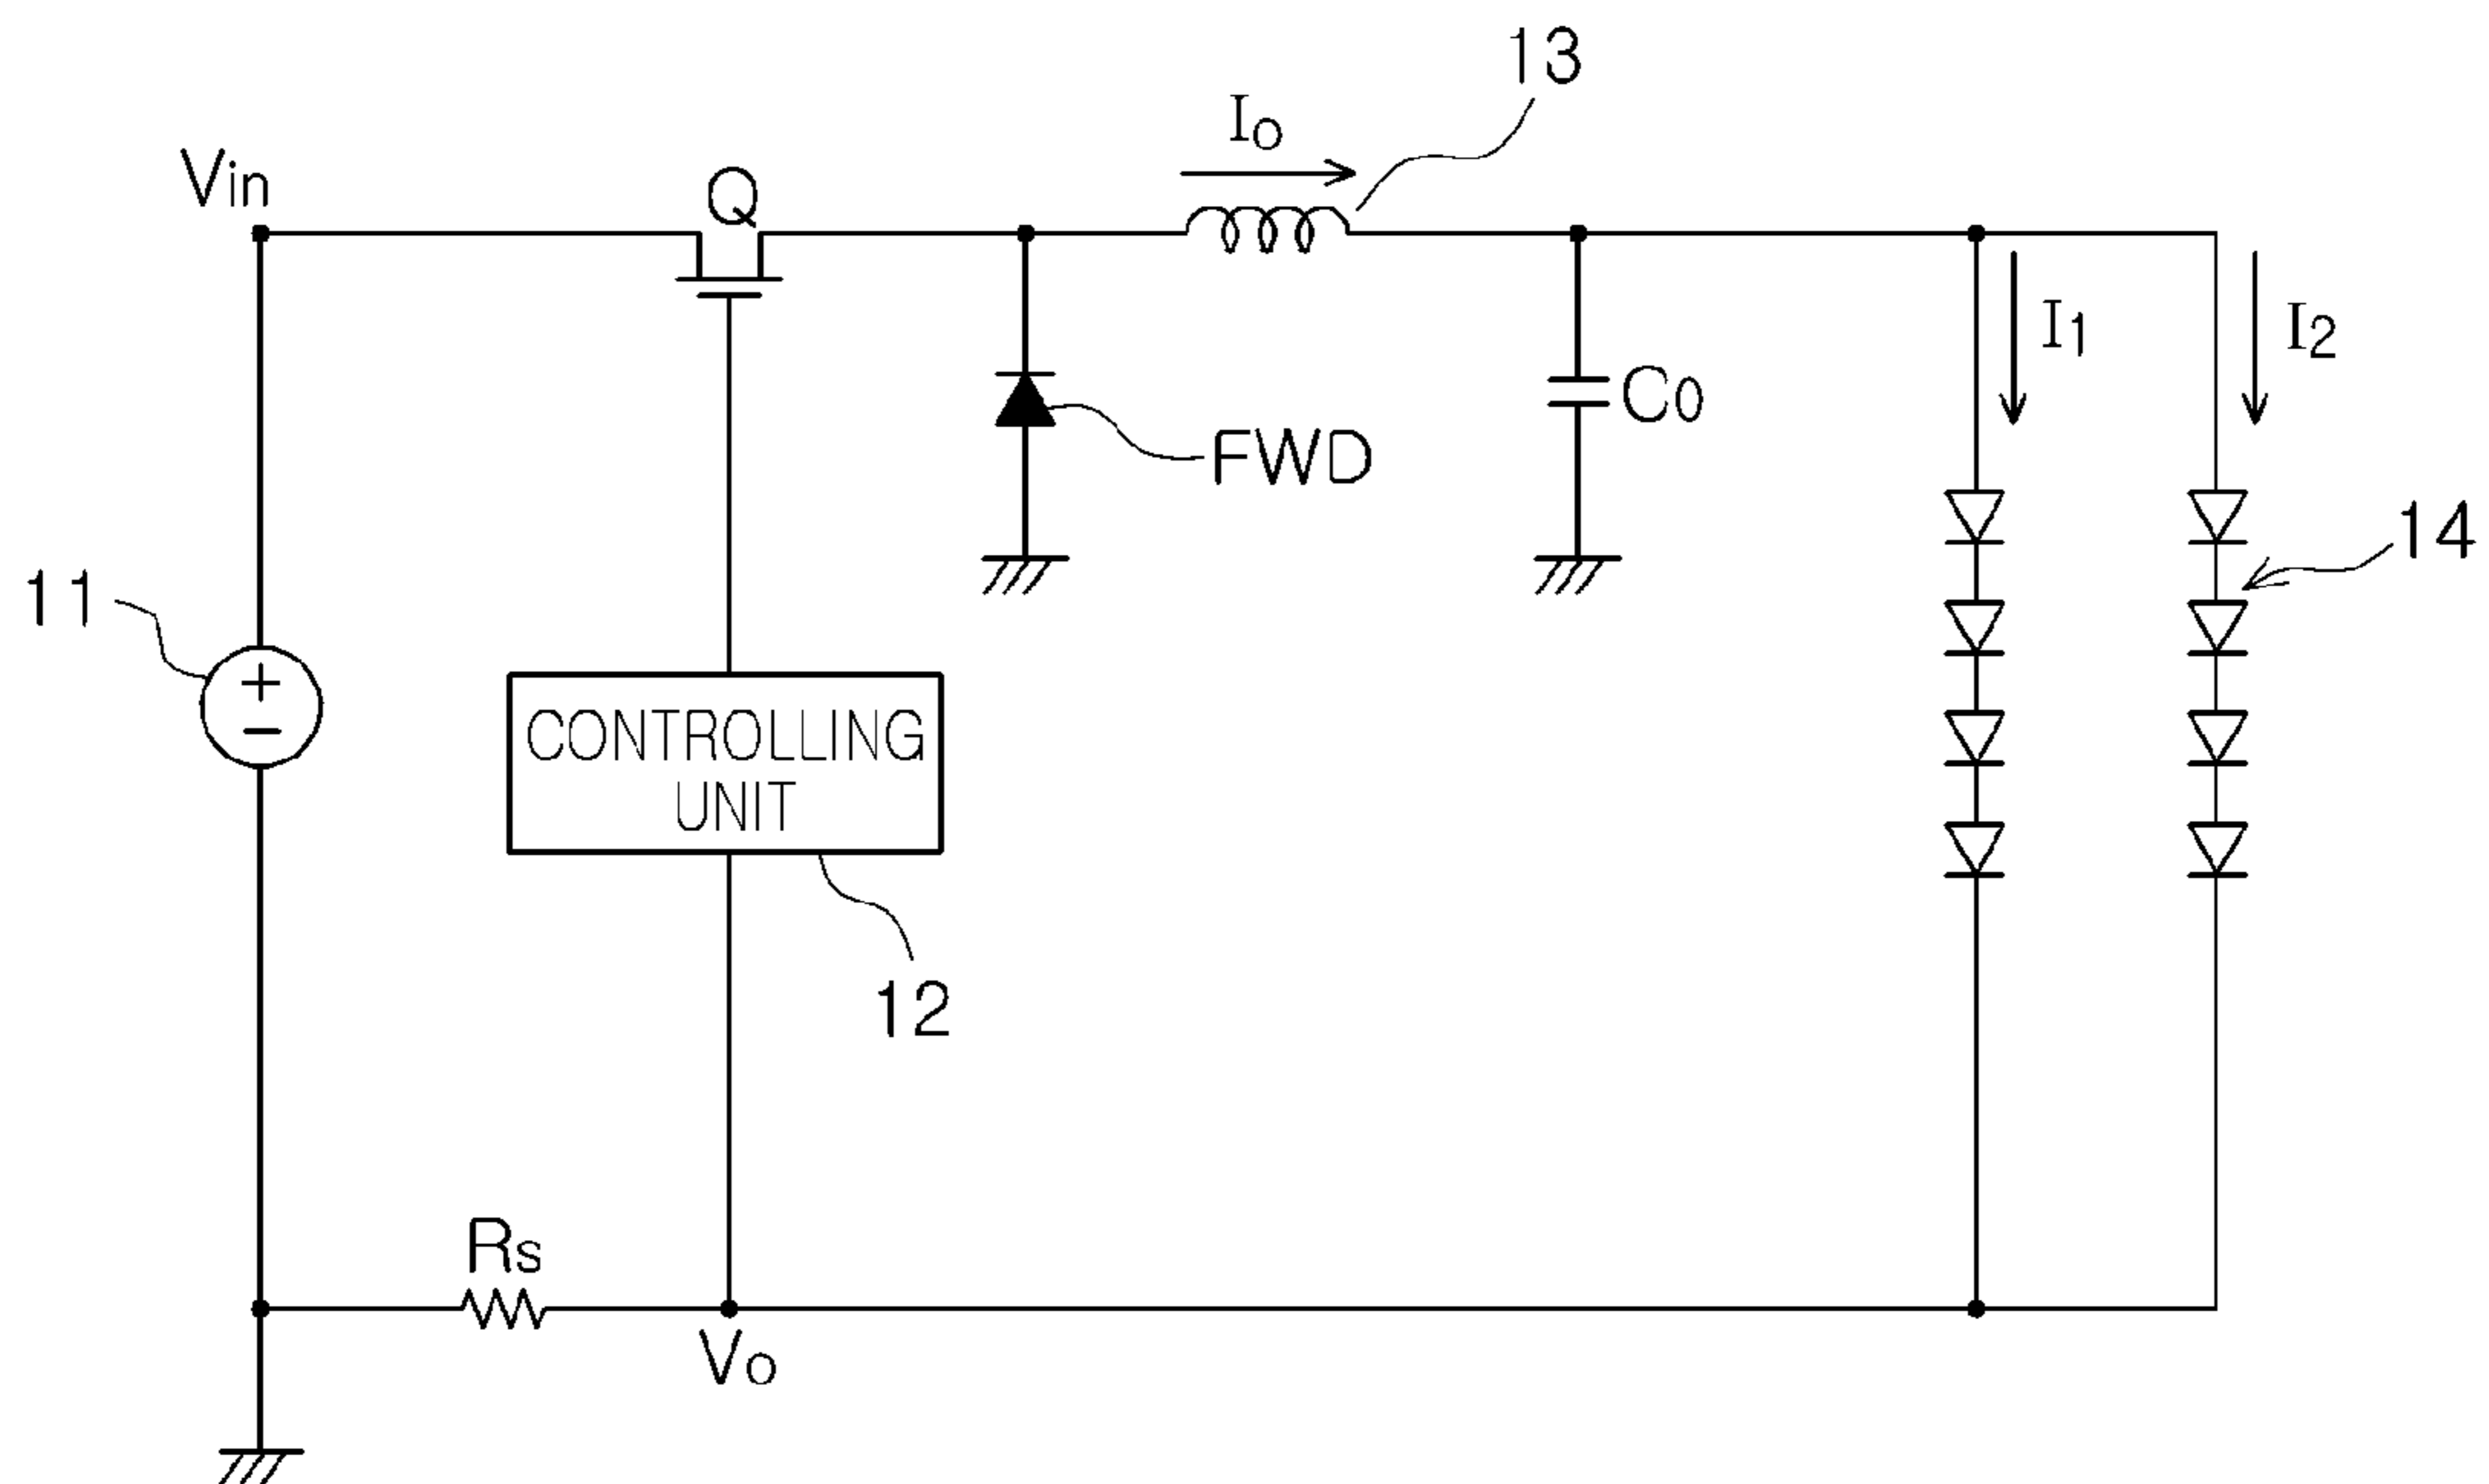 13
Io
Vin
Q
I1
I2
C0
FWD
14
11
+
−
CONTROLLING
UNIT
12
Rs
Vo